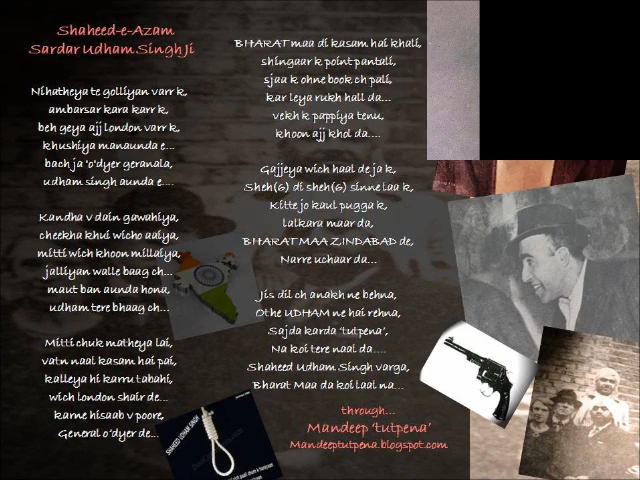 Shaheed-e-Azam
Sardar Udham Singh Ji
Nihatheya te golliyan varr k,
ambarsar kara karr k,
beh geya ajj london varr k,
khushiya manaunda e...
bach ja 'o'dyer geranala,
udham singh aunda e....
Kandha v dain gawahiya,
cheekha khui wicho aaiya,
mitti wich khoon millaiya,
jalliyan walle baag ch...
maut ban aunda hona,
udham tere bhaag ch...
Mitti chuk matheya lai,
vatn naal kasam hai pai,
kalleya hi karru tabahi,
wich london shair de...
karne hisaab v poore,
General o'dyer de...
BHARAT maa di kasam hai khali,
shingaar k point pantali,
sjaa k ohne book ch pali,
kar leya rukh hall da...
vekh k pappiya tenu,
khoon ajj khol da....
Gajjeya wich haal de ja k,
Sheh(6) di sheh(6) sinne laa k,
Kitte jo kaul pugga k,
lalkara maar da,
BHARAT MAA ZINDABAD de,
Narre uchaar da...
Jis dil ch anakh ne behna,
Othe UDHAM ne hai rehna,
Sajda karda 'tutpena',
Na koi tere naal da....
Shaheed Udham Singh varga,
Bharat Maa da koi laal na...
through...
Mandeep 'tutpena'
Mandeeptutpena.blogspot.com
SHAHEED UDHAM SINGH